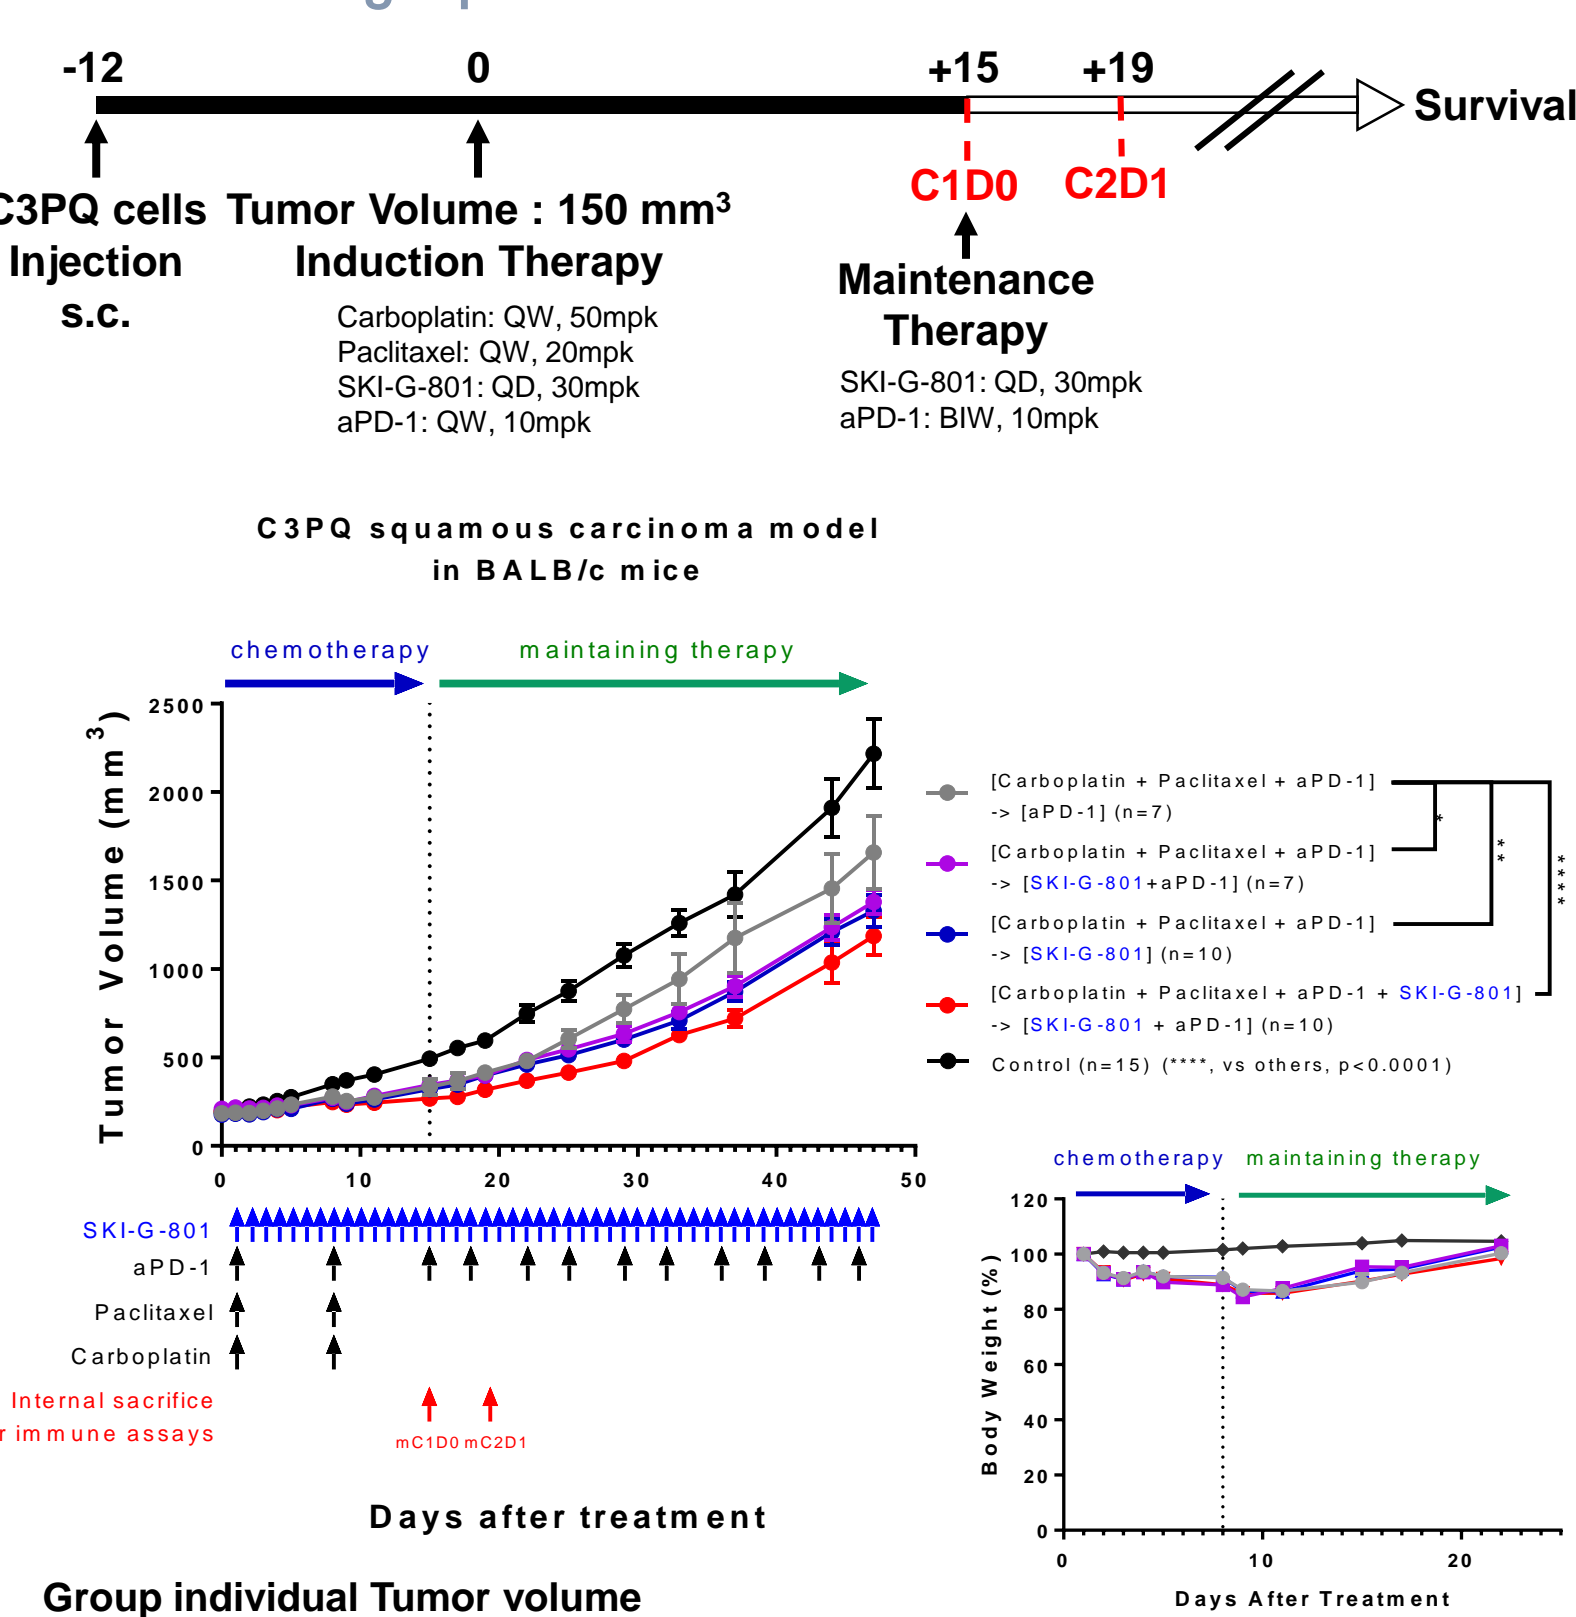 -12 0 +15 +19
Survival
C1D0 C2D1
C3PQ cells
Injection
s.c.
Tumor Volume : 150 mm³
Induction Therapy
Carboplatin: QW, 50mpk
Paclitaxel: QW, 20mpk
SKI-G-801: QD, 30mpk
aPD-1: QW, 10mpk
Maintenance
Therapy
SKI-G-801: QD, 30mpk
aPD-1: BIW, 10mpk
C3PQ squamous carcinoma model
in BALB/c mice
chemotherapy maintaining therapy
Tumor Volume (mm³)
2500
2000
1500
1000
500
0
0 10 20 30 40 50
[Carboplatin + Paclitaxel + aPD-1]
-> [aPD-1] (n=7)
[Carboplatin + Paclitaxel + aPD-1]
-> [SKI-G-801+aPD-1] (n=7)
[Carboplatin + Paclitaxel + aPD-1]
-> [SKI-G-801] (n=10)
[Carboplatin + Paclitaxel + aPD-1 + SKI-G-801]
-> [SKI-G-801 + aPD-1] (n=10)
Control (n=15) (****, vs others, p<0.0001)
*
**
****
SKI-G-801
aPD-1
Paclitaxel
Carboplatin
Internal sacrifice
r immune assays
mC1D0 mC2D1
Days after treatment
chemotherapy maintaining therapy
Body Weight (%)
120
100
80
60
40
20
0
0 10 20
Days After Treatment
Group individual Tumor volume